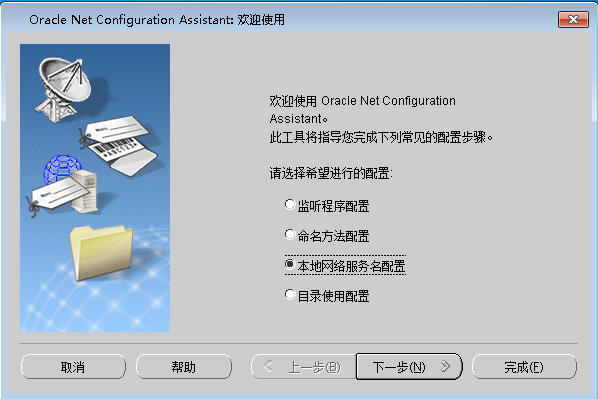 Oracle Net Configuration Assistant: 欢迎使用
欢迎使用 Oracle Net Configuration
Assistant。
此工具将指导您完成下列常见的配置步骤。
请选择希望进行的配置:
监听程序配置
命名方法配置
本地网络服务名配置
目录使用配置
取消
帮助
上一步(B)
下一步(N)
完成(F)